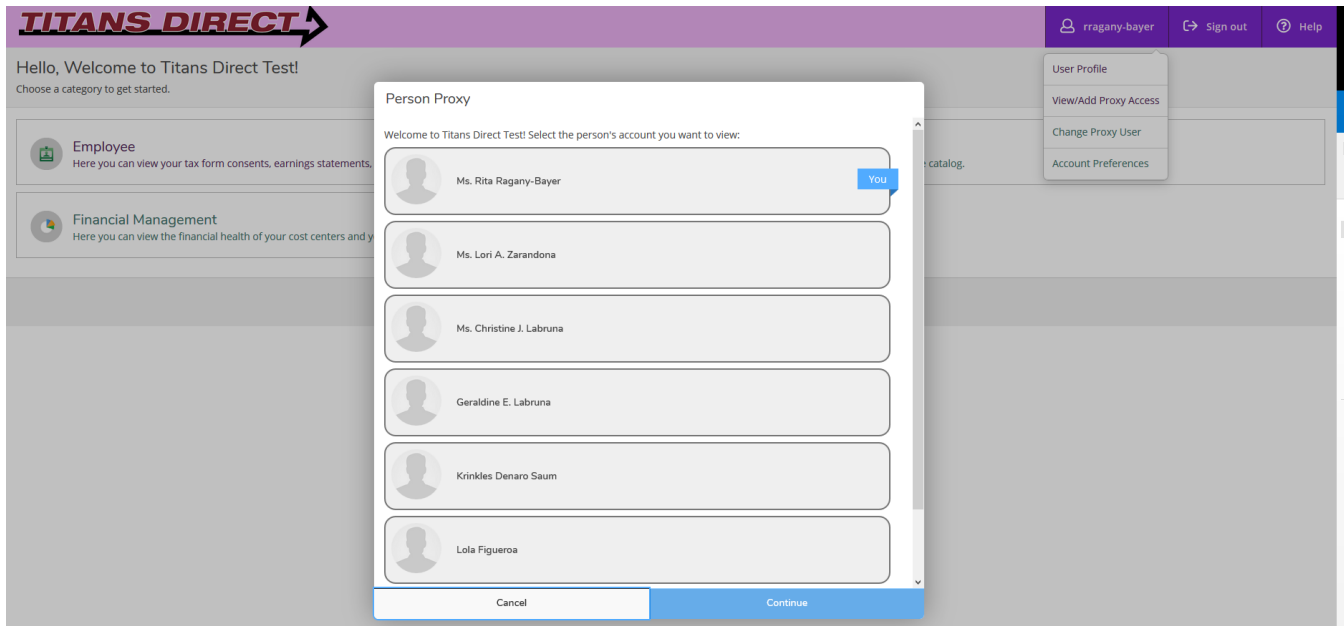 TITANS DIRECT
rragany-bayer
Sign out
Help
Hello, Welcome to Titans Direct Test!
Choose a category to get started.
User Profile
View/Add Proxy Access
Change Proxy User
Account Preferences
Employee
Here you can view your tax form consents, earnings statements,
catalog.
Financial Management
Here you can view the financial health of your cost centers and y
Person Proxy
Welcome to Titans Direct Test! Select the person's account you want to view:
Ms. Rita Ragany-Bayer
You
Ms. Lori A. Zarandona
Ms. Christine J. Labruna
Geraldine E. Labruna
Krinkles Denaro Saum
Lola Figueroa
Cancel
Continue